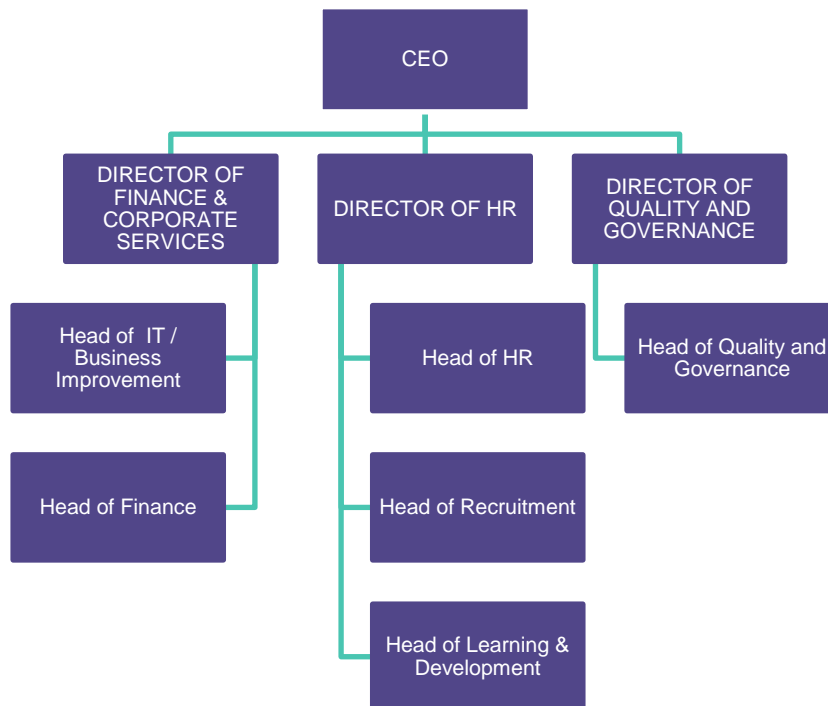 CEO
DIRECTOR OF
FINANCE &
CORPORATE
SERVICES
DIRECTOR OF HR
DIRECTOR OF
QUALITY AND
GOVERNANCE
Head of IT /
Business
Improvement
Head of HR
Head of Quality and
Governance
Head of Finance
Head of Recruitment
Head of Learning &
Development